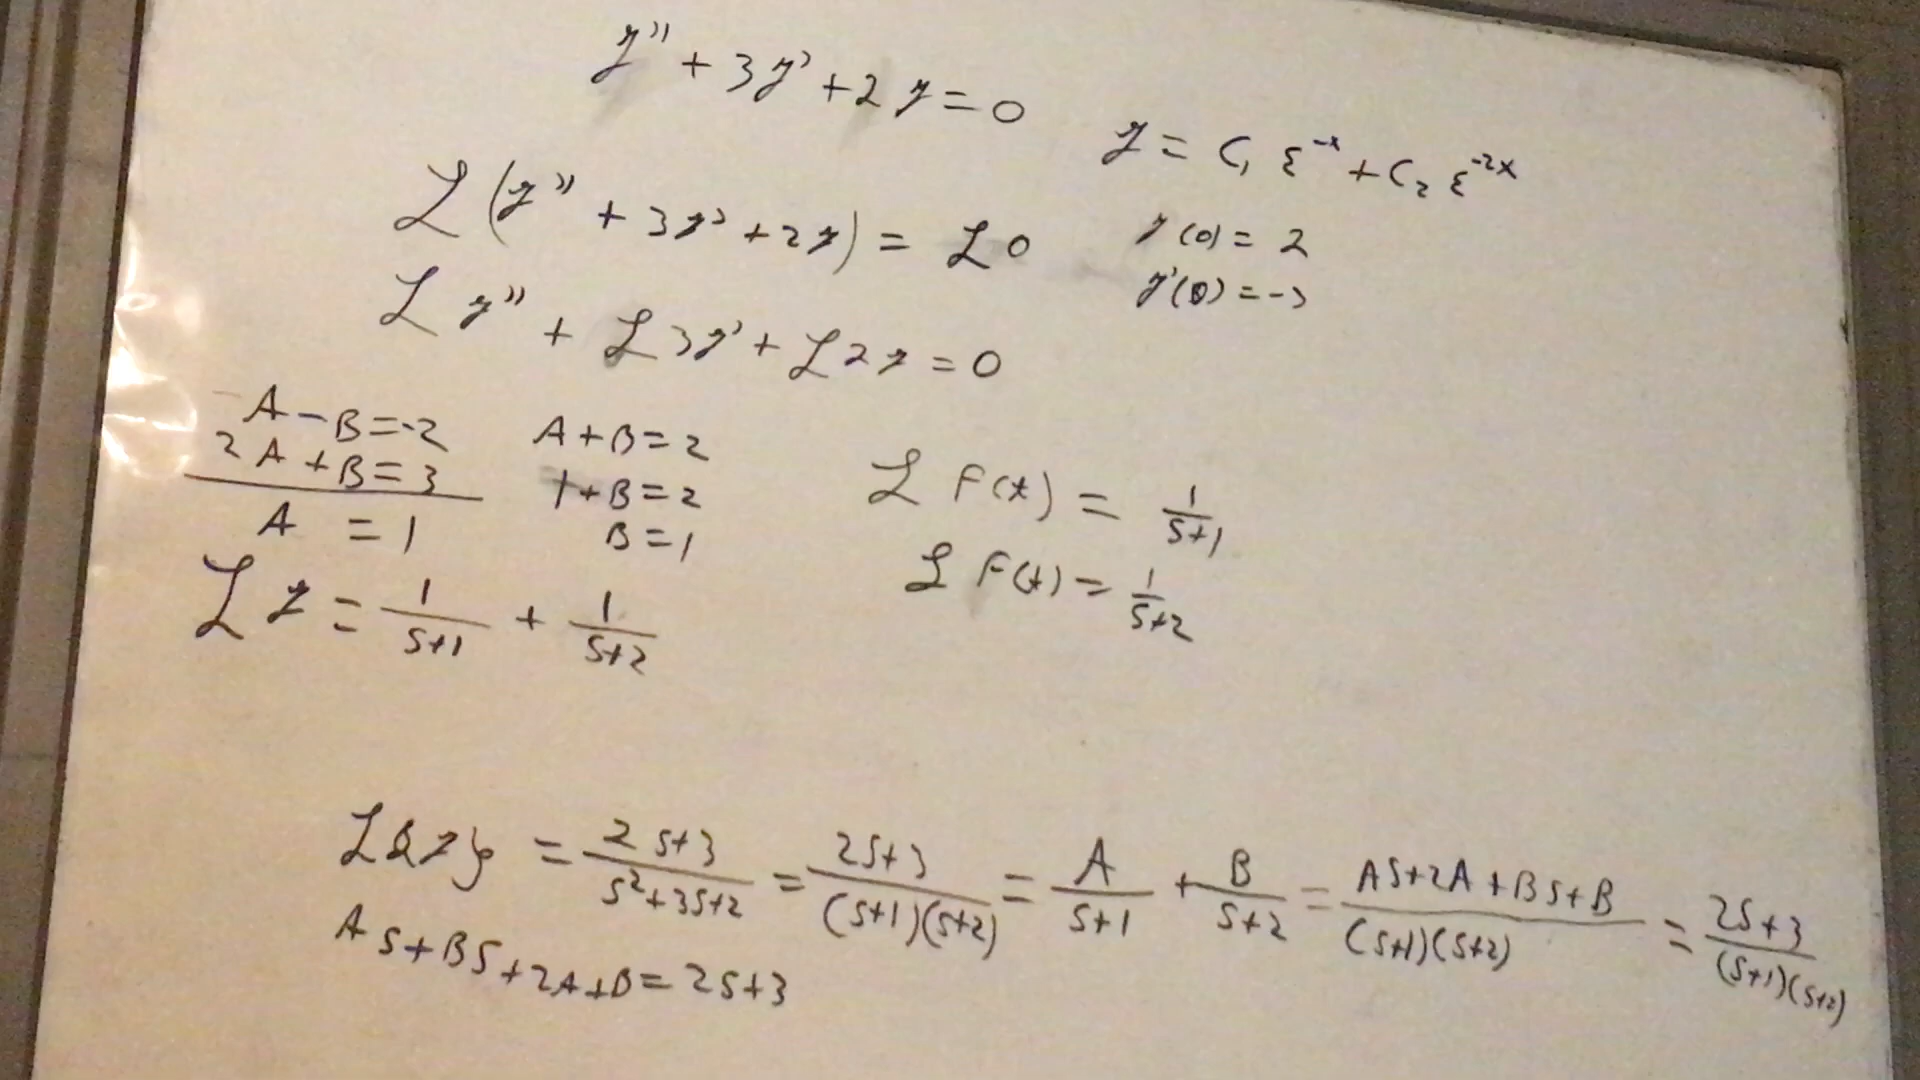 y'' + 3y' + 2y = 0
y = C₁ ε^-x + C₂ ε^-2x
ℒ(y'' + 3y' + 2y) = ℒ0
y(0) = 2
y'(0) = -3
ℒy'' + ℒ3y' + ℒ2y = 0
-A - B = -2
2A + B = 3
A = 1
A + B = 2
1 + B = 2
B = 1
ℒ F(t) = 1/(S+1)
ℒ F(t) = 1/(S+2)
ℒ y = 1/(S+1) + 1/(S+2)
ℒ{y} = (2S+3)/(S²+3S+2) = (2S+3)/((S+1)(S+2)) = A/(S+1) + B/(S+2) = (AS+2A+BS+B)/((S+1)(S+2)) = (2S+3)/((S+1)(S+2))
AS+BS+2A+B = 2S+3